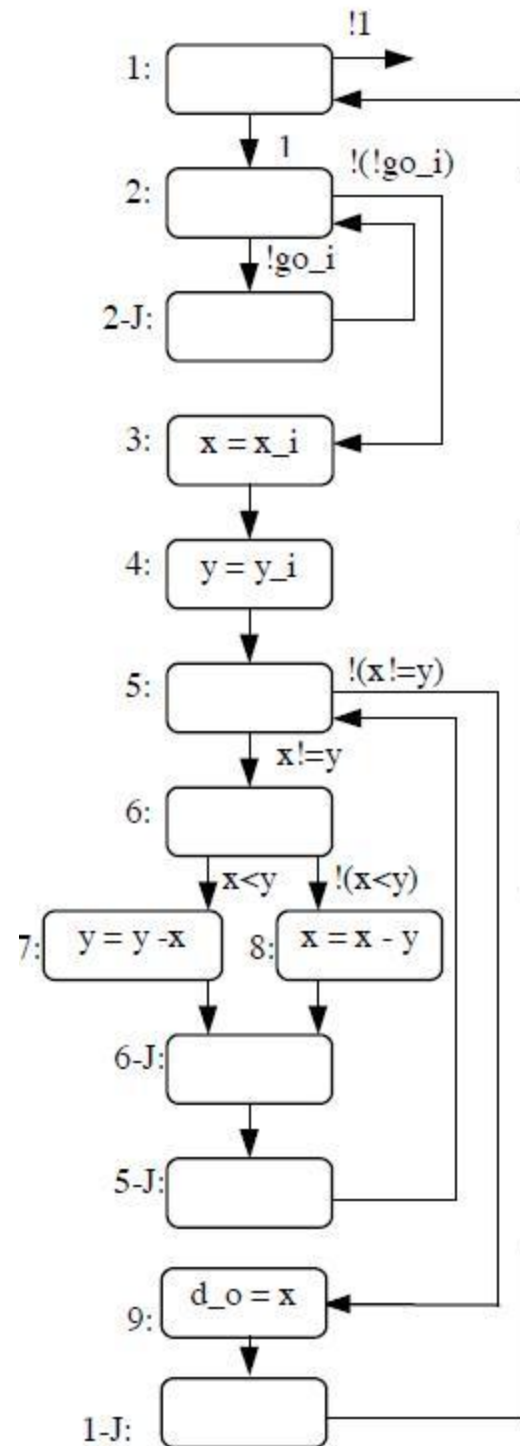 !1
1:
1
!(!go_i)
2:
!go_i
2-J:
3:
x = x_i
4:
y = y_i
5:
!(x!=y)
x!=y
6:
x<y
!(x<y)
7:
y = y -x
8:
x = x - y
6-J:
5-J:
d_o = x
9:
1-J: